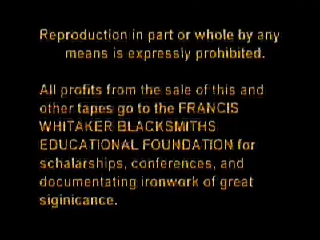 Reproduction in part or whole by any
means is expressly prohibited.
All profits from the sale of this and
other tapes go to the FRANCIS
WHITAKER BLACKSMITHS
EDUCATIONAL FOUNDATION for
schalarships, conferences, and
documentating ironwork of great
siginicance.